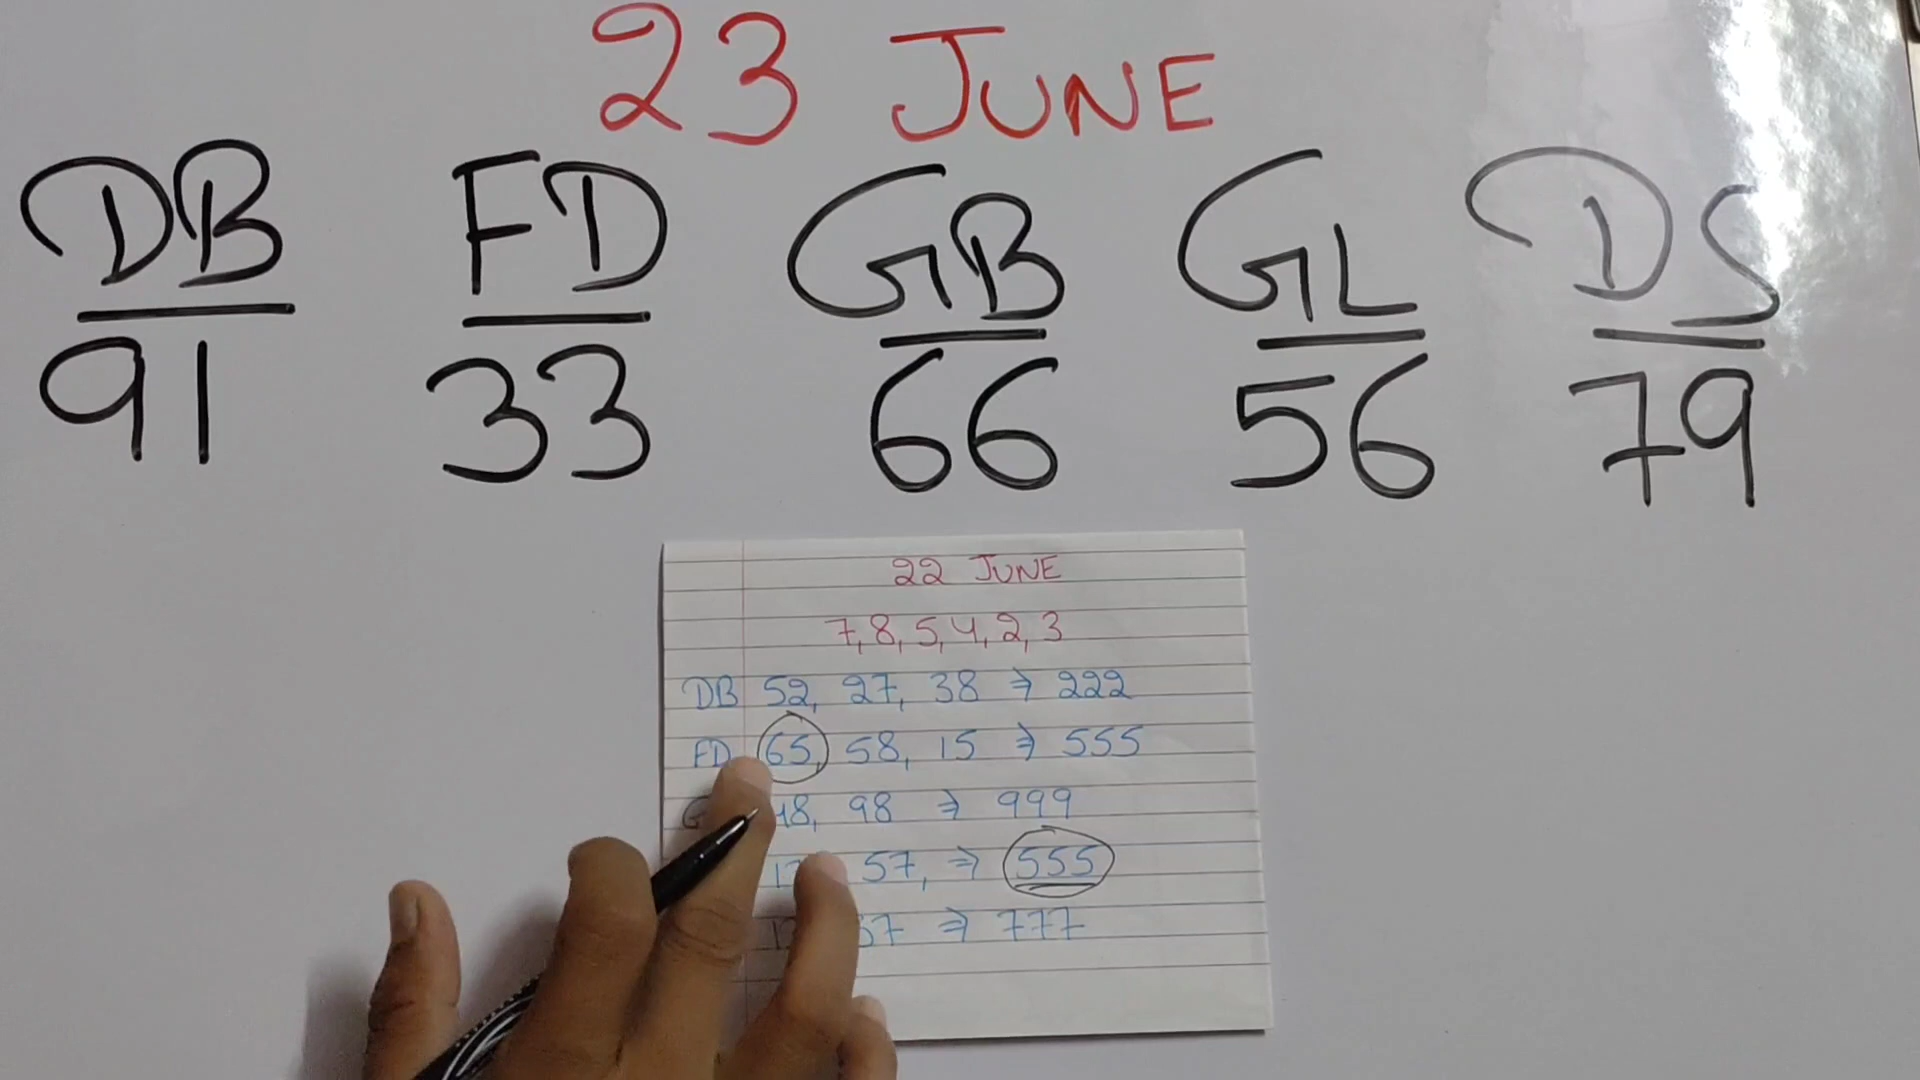 23 JUNE
DB FD GB GL DS
91 33 66 56 79
22 JUNE
7, 8, 5, 4, 2, 3
DB 52, 27, 38 ⇒ 222
FD 65, 58, 15 ⇒ 555
48, 98 ⇒ 999
57, ⇒ 555
⇒ 777